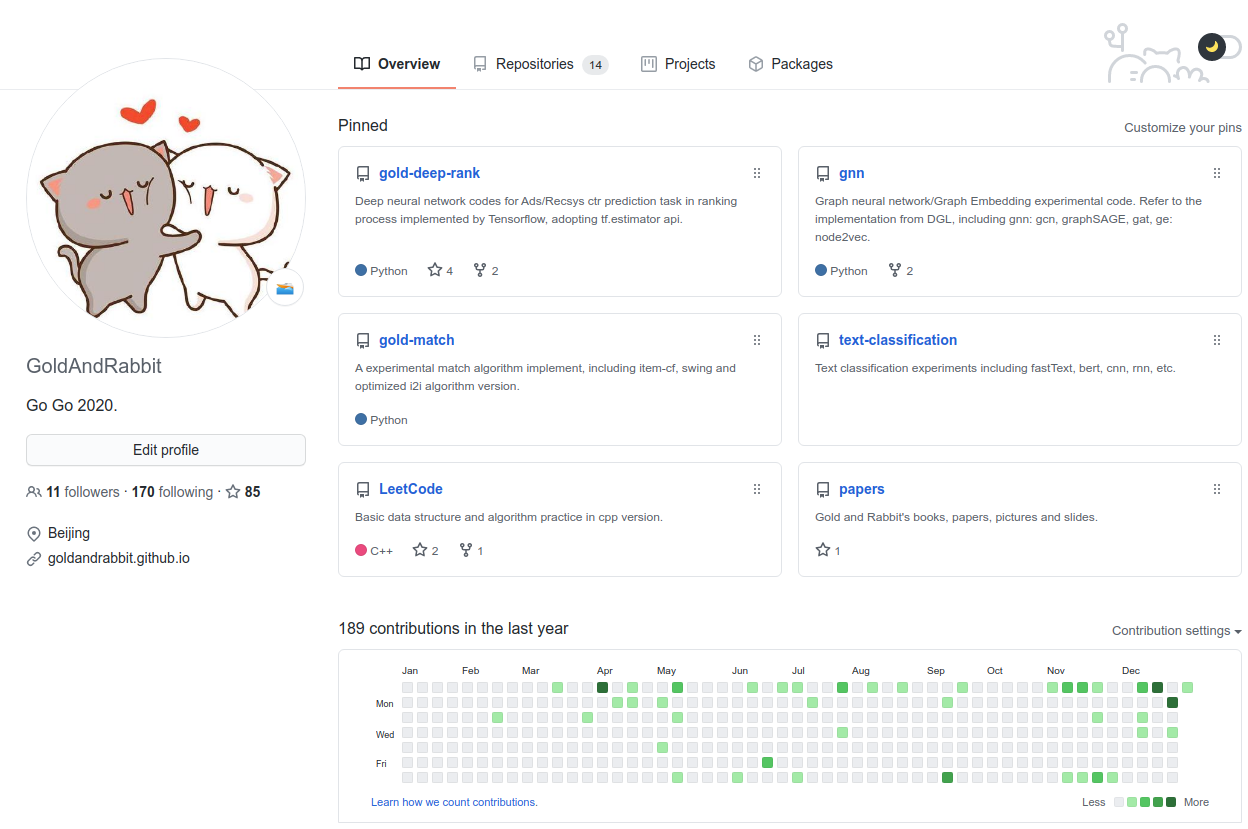 Overview
Repositories 14
Projects
Packages
GoldAndRabbit
Go Go 2020.
Edit profile
11 followers · 170 following · 85
Beijing
goldandrabbit.github.io
Pinned
Customize your pins
gold-deep-rank
Deep neural network codes for Ads/Recsys ctr prediction task in ranking
process implemented by Tensorflow, adopting tf.estimator api.
Python 4 2
gnn
Graph neural network/Graph Embedding experimental code. Refer to the
implementation from DGL, including gnn: gcn, graphSAGE, gat, ge:
node2vec.
Python 2
gold-match
A experimental match algorithm implement, including item-cf, swing and
optimized i2i algorithm version.
Python
text-classification
Text classification experiments including fastText, bert, cnn, rnn, etc.
LeetCode
Basic data structure and algorithm practice in cpp version.
C++ 2 1
papers
Gold and Rabbit's books, papers, pictures and slides.
1
189 contributions in the last year
Contribution settings
Jan Feb Mar Apr May Jun Jul Aug Sep Oct Nov Dec
Mon
Wed
Fri
Learn how we count contributions.
Less More